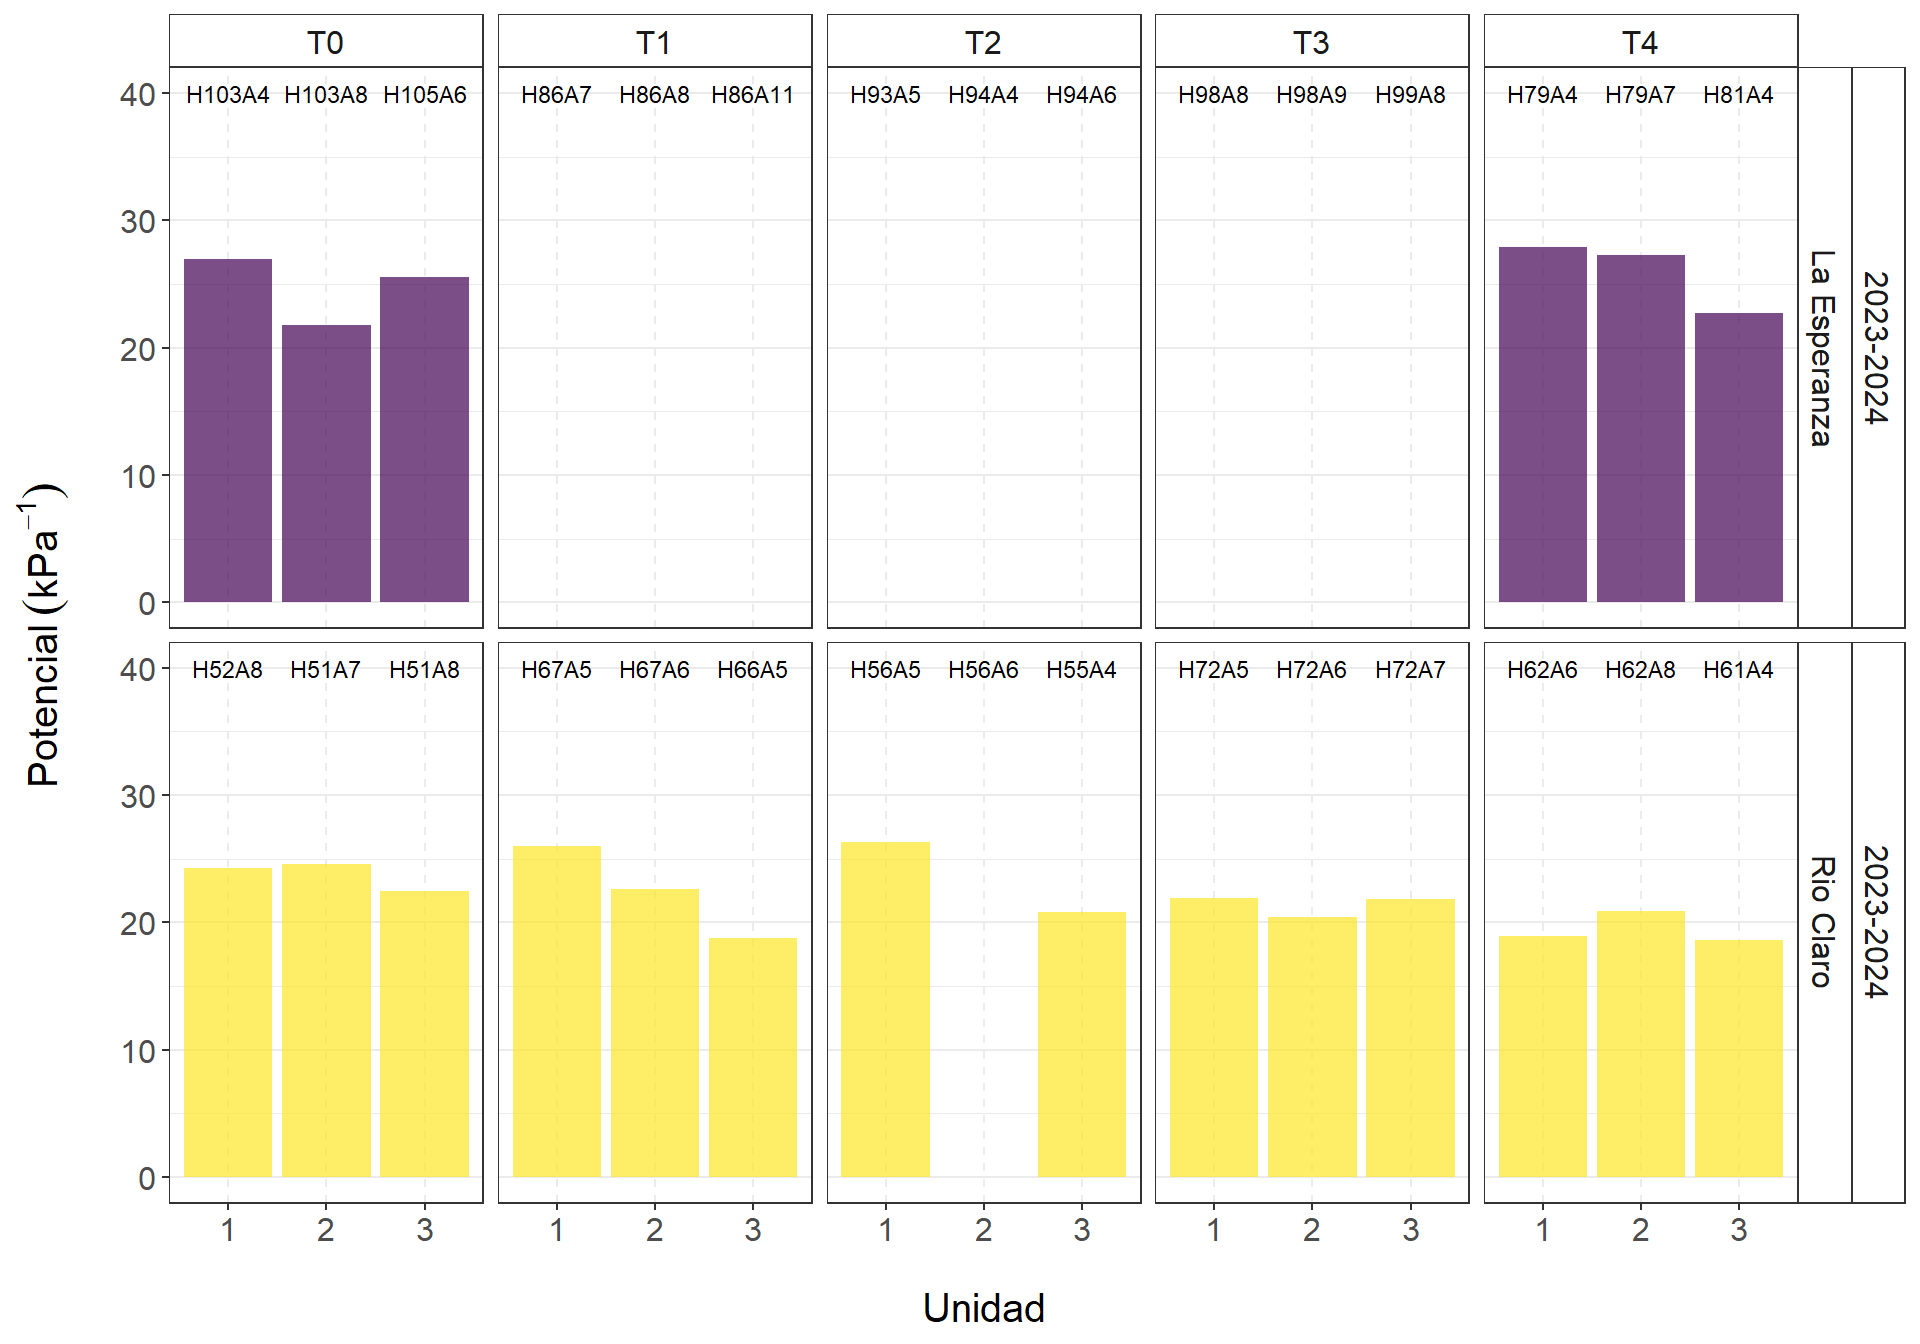 T0 T1 T2 T3 T4
H103A4 H103A8 H105A6 H86A7 H86A8 H86A11 H93A5 H94A4 H94A6 H98A8 H98A9 H99A8 H79A4 H79A7 H81A4
40
30
20
10
0
La Esperanza
2023-2024
H52A8 H51A7 H51A8 H67A5 H67A6 H66A5 H56A5 H56A6 H55A4 H72A5 H72A6 H72A7 H62A6 H62A8 H61A4
40
30
20
10
0
Rio Claro
2023-2024
Potencial (kPa⁻¹)
1 2 3 1 2 3 1 2 3 1 2 3 1 2 3
Unidad